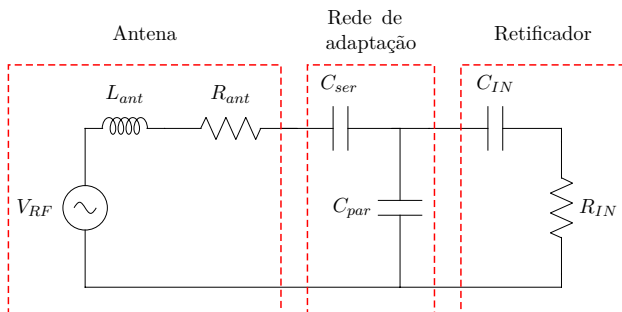 Antena
Rede de
adaptação
Retificador
L_ant
R_ant
C_ser
C_IN
V_RF
C_par
R_IN